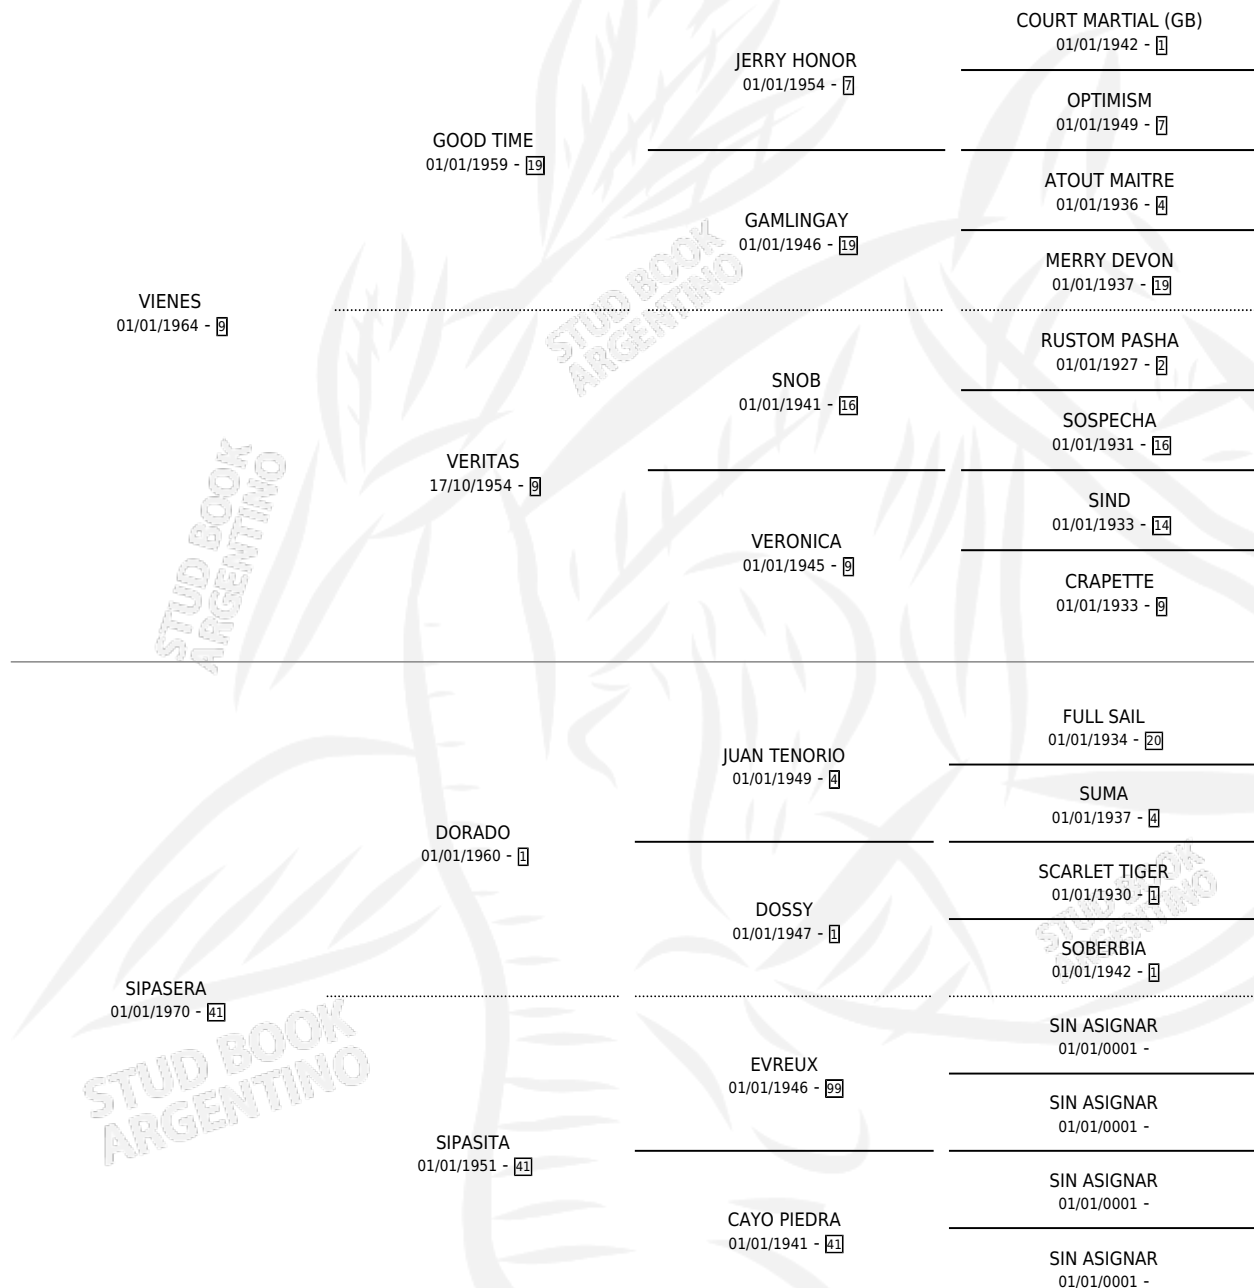 COURT MARTIAL (GB)
01/01/1942 - 1
JERRY HONOR
01/01/1954 - 7
OPTIMISM
01/01/1949 - 7
GOOD TIME
01/01/1959 - 19
ATOUT MAITRE
01/01/1936 - 4
GAMLINGAY
01/01/1946 - 19
MERRY DEVON
01/01/1937 - 19
VIENES
01/01/1964 - 9
RUSTOM PASHA
01/01/1927 - 2
SNOB
01/01/1941 - 16
SOSPECHA
01/01/1931 - 16
VERITAS
17/10/1954 - 9
SIND
01/01/1933 - 14
VERONICA
01/01/1945 - 9
CRAPETTE
01/01/1933 - 9
STUD BOOK
ARGENTINO
STUD BOOK
ARGENTINO
FULL SAIL
01/01/1934 - 20
JUAN TENORIO
01/01/1949 - 4
SUMA
01/01/1937 - 4
DORADO
01/01/1960 - 1
SCARLET TIGER
01/01/1930 - 1
DOSSY
01/01/1947 - 1
SOBERBIA
01/01/1942 - 1
STUD BOOK
ARGENTINO
SIPASERA
01/01/1970 - 41
SIN ASIGNAR
01/01/0001 -
EVREUX
01/01/1946 - 99
SIN ASIGNAR
01/01/0001 -
STUD BOOK
ARGENTINO
SIPASITA
01/01/1951 - 41
SIN ASIGNAR
01/01/0001 -
CAYO PIEDRA
01/01/1941 - 41
SIN ASIGNAR
01/01/0001 -